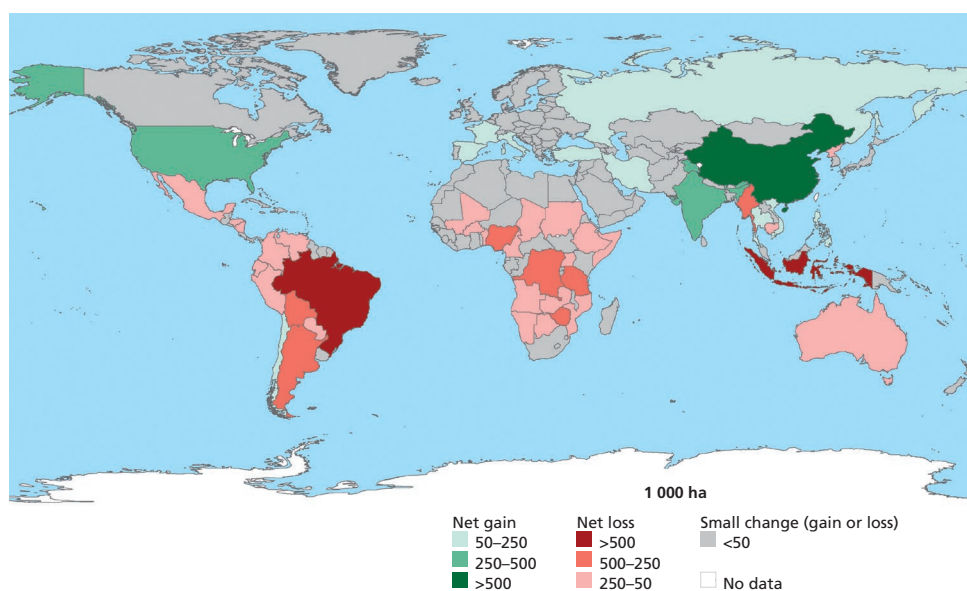 1 000 ha
Net gain
50–250
250–500
>500
Net loss
>500
500–250
250–50
Small change (gain or loss)
<50
No data